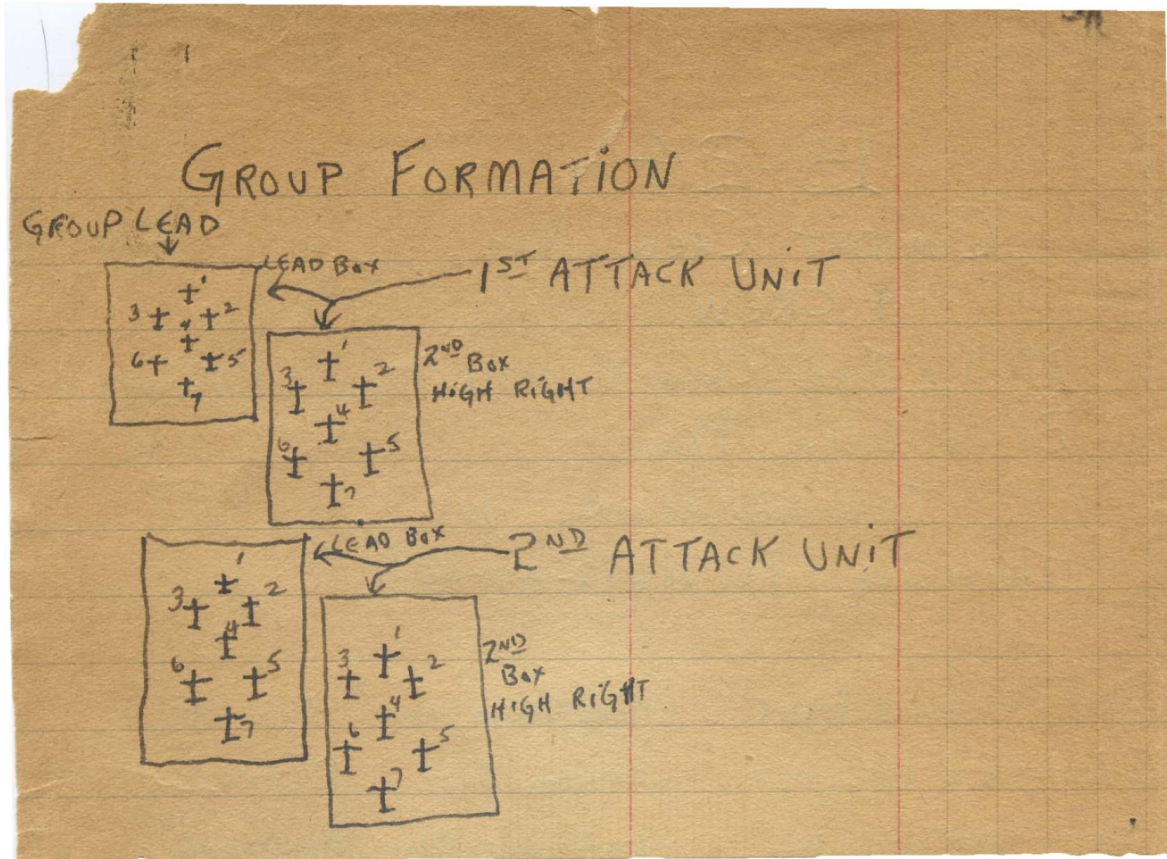 GROUP FORMATION
GROUP LEAD
LEAD BOX
1ST ATTACK UNIT
1
3 2
4
6 5
7
2ND
BOX
HIGH RIGHT
1
3 2
4
6 5
7
LEAD BOX
2ND ATTACK UNIT
1
3 2
4
6 5
7
2ND
BOX
HIGH RIGHT
1
3 2
4
6 5
7